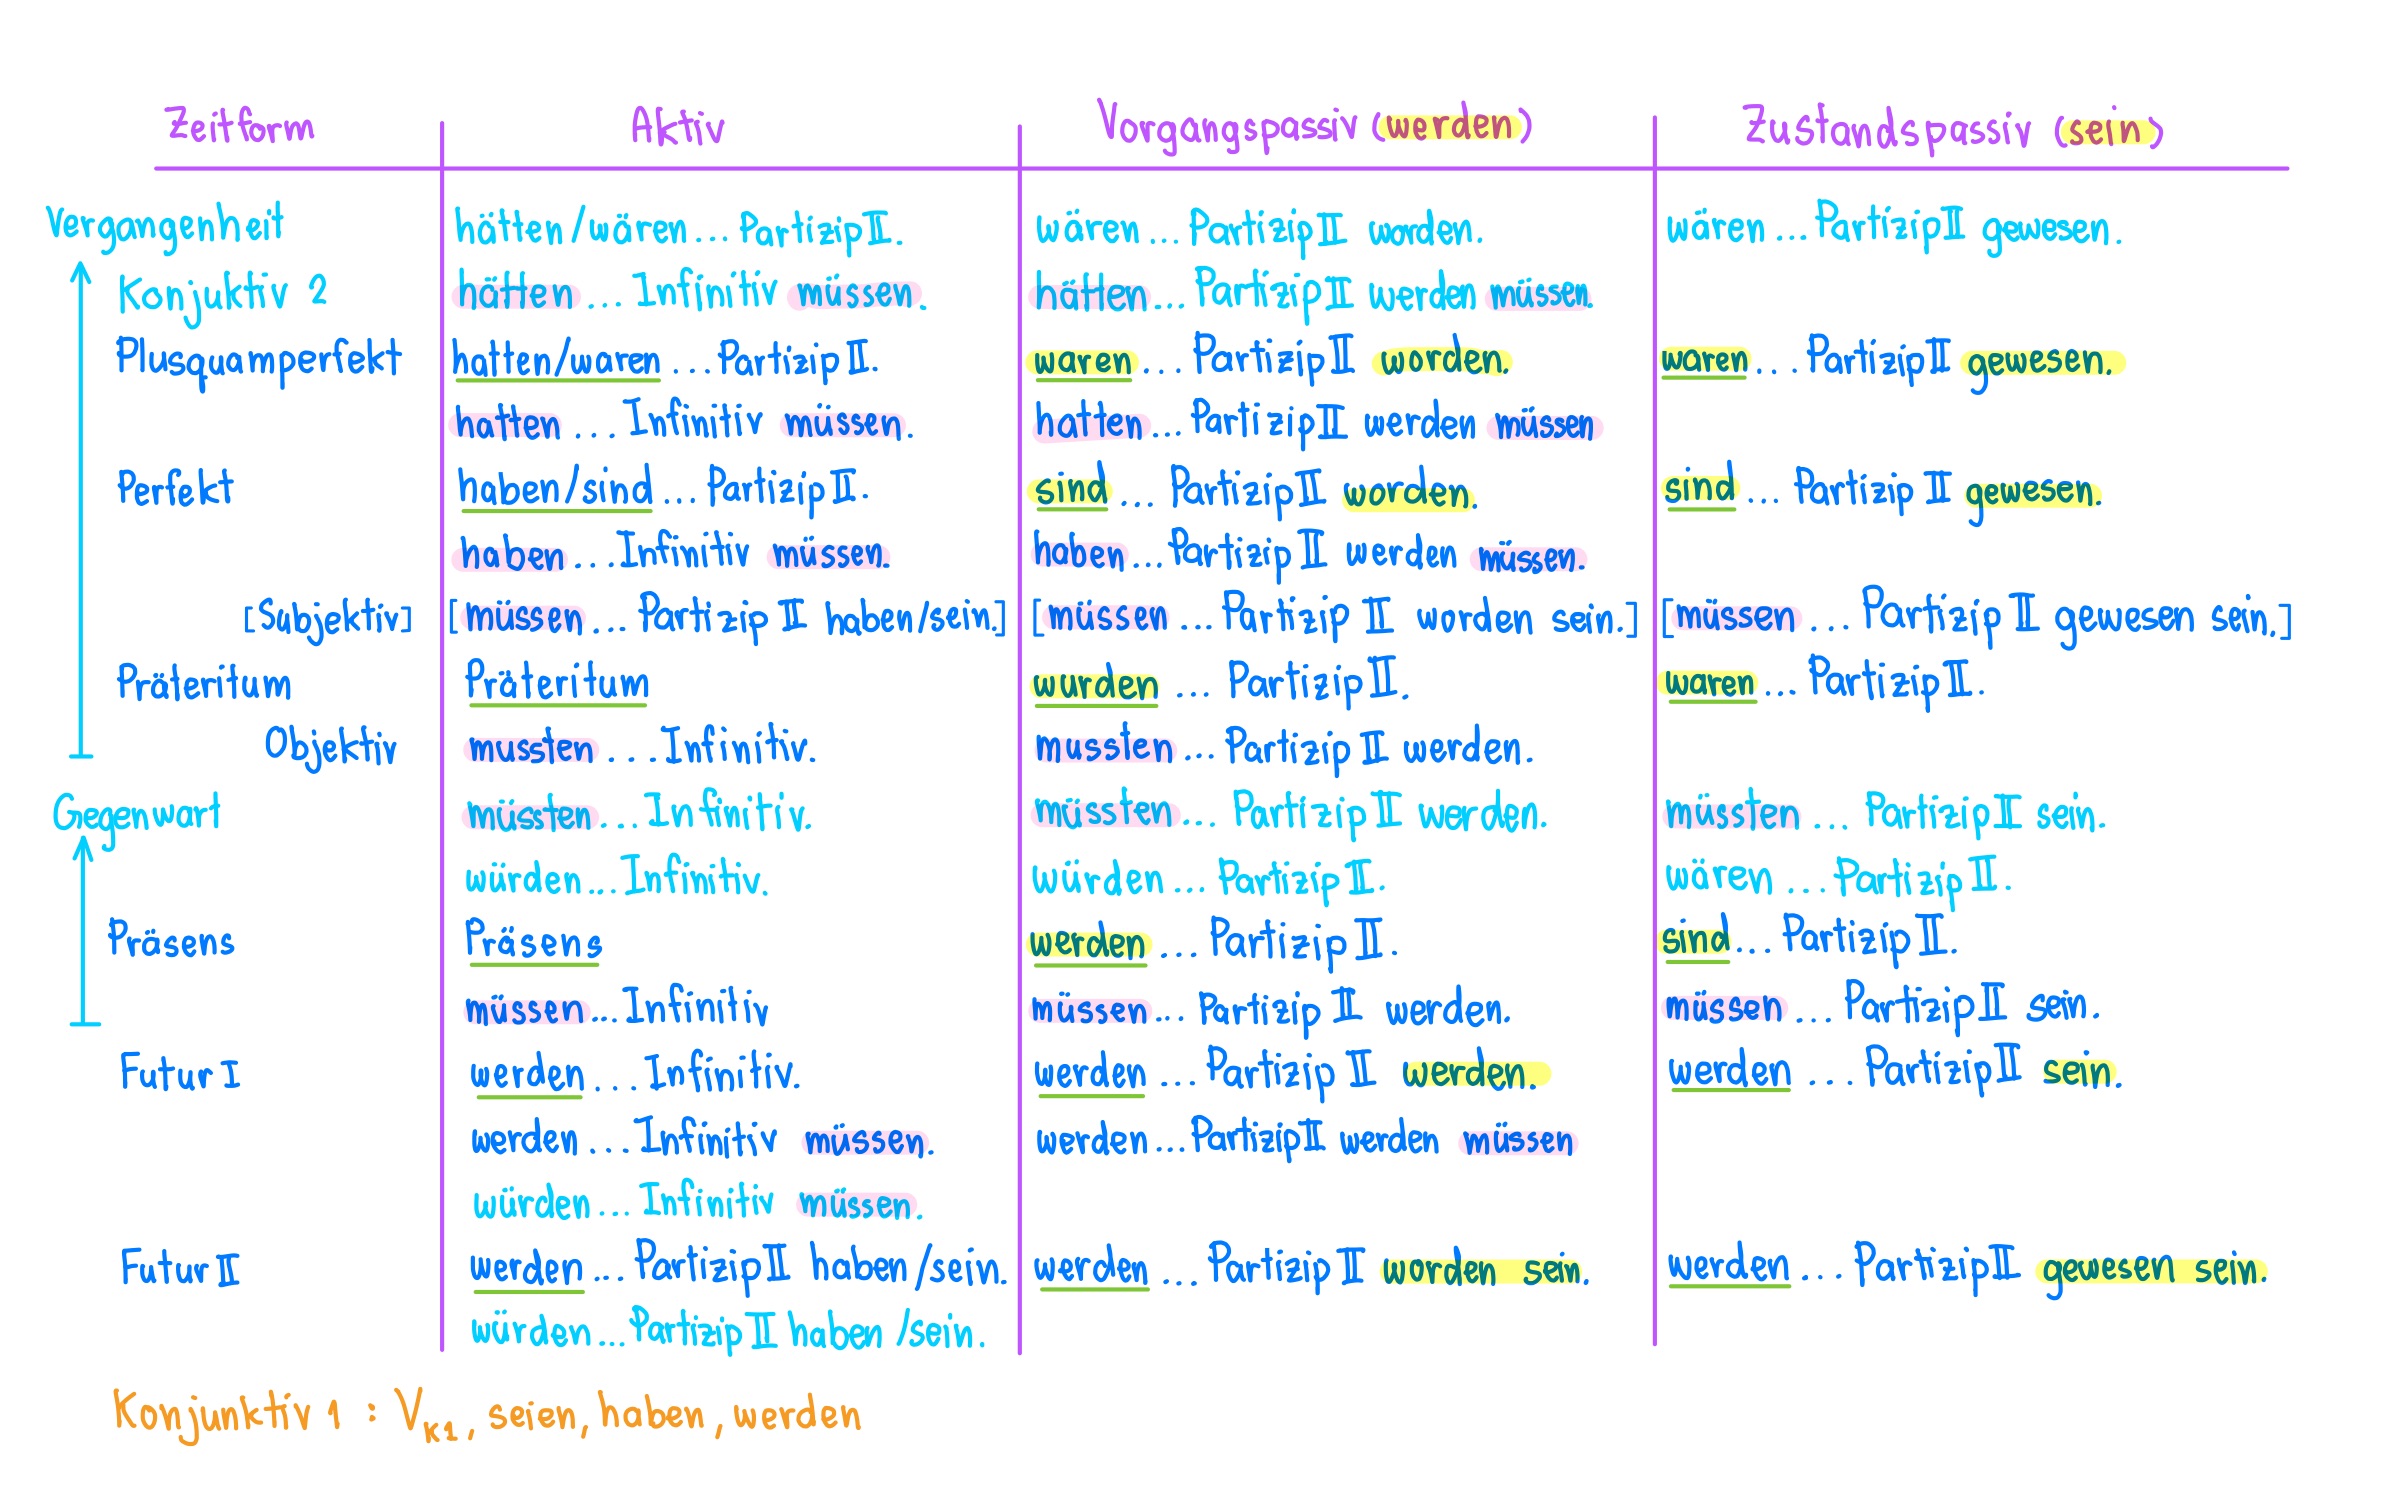 Zeitform Aktiv Vorgangspassiv (werden) Zustandspassiv (sein)
Vergangenheit hätten/wären ... Partizip II. wären ... Partizip II worden. wären ... Partizip II gewesen.
Konjuktiv 2 hätten ... Infinitiv müssen. hätten ... Partizip II werden müssen.
Plusquamperfekt hatten/waren ... Partizip II. waren ... Partizip II worden. waren ... Partizip II gewesen.
hatten ... Infinitiv müssen. hatten ... Partizip II werden müssen
Perfekt haben/sind ... Partizip II. sind ... Partizip II worden. sind ... Partizip II gewesen.
haben ... Infinitiv müssen. haben ... Partizip II werden müssen.
[Subjektiv] [müssen ... Partizip II haben/sein.] [müssen ... Partizip II worden sein.] [müssen ... Partizip II gewesen sein.]
Präteritum Präteritum wurden ... Partizip II. waren ... Partizip II.
Objektiv mussten ... Infinitiv. mussten ... Partizip II werden.
Gegenwart müssten ... Infinitiv. müssten ... Partizip II werden. müssten ... Partizip II sein.
würden ... Infinitiv. würden ... Partizip II. wären ... Partizip II.
Präsens Präsens werden ... Partizip II. sind ... Partizip II.
müssen ... Infinitiv müssen ... Partizip II werden. müssen ... Partizip II sein.
Futur I werden ... Infinitiv. werden ... Partizip II werden. werden ... Partizip II sein.
werden ... Infinitiv müssen. werden ... Partizip II werden müssen
würden ... Infinitiv müssen.
Futur II werden ... Partizip II haben/sein. werden ... Partizip II worden sein. werden ... Partizip II gewesen sein.
würden ... Partizip II haben/sein.
Konjunktiv 1 : V K1, seien, haben, werden